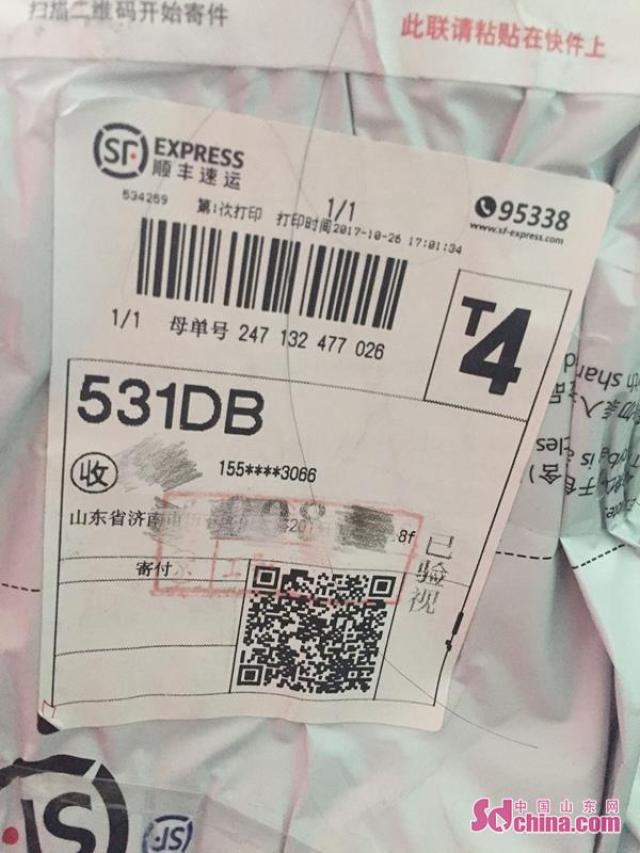 扫描二维码开始寄件
此联请粘贴在快件上
SF EXPRESS
顺丰速运
95338
www.sf-express.com
534259 第1次打印 打印时间2017-10-26 17:01:34
1/1
1/1 母单号 247 132 477 026
T4
531DB
收 155****3066
山东省济南
8f
已验视
寄付
SF
SF
中国山东网
Sdchina.com